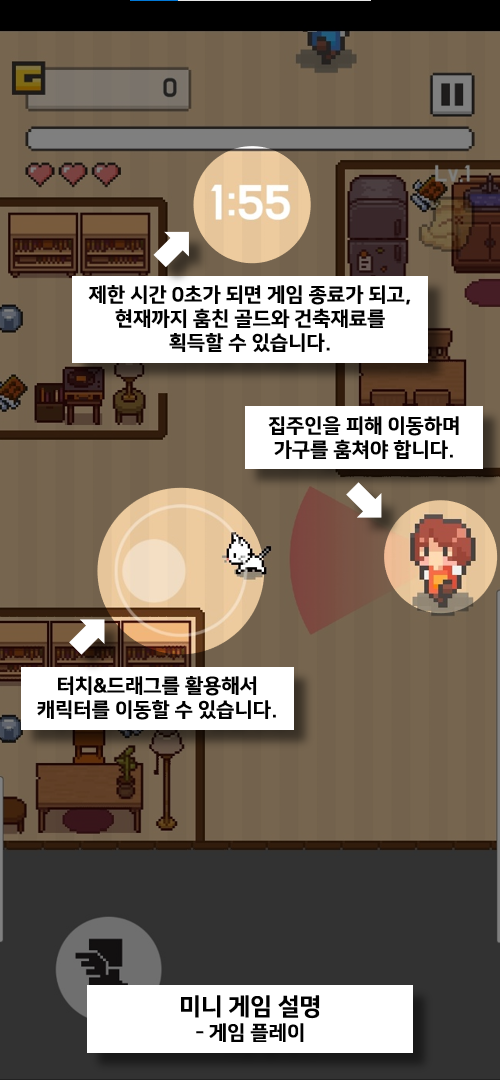 0
Lv.1
1:55
제한 시간 0초가 되면 게임 종료가 되고,
현재까지 훔친 골드와 건축재료를
획득할 수 있습니다.
집주인을 피해 이동하며
가구를 훔쳐야 합니다.
터치&드래그를 활용해서
캐릭터를 이동할 수 있습니다.
미니 게임 설명
- 게임 플레이